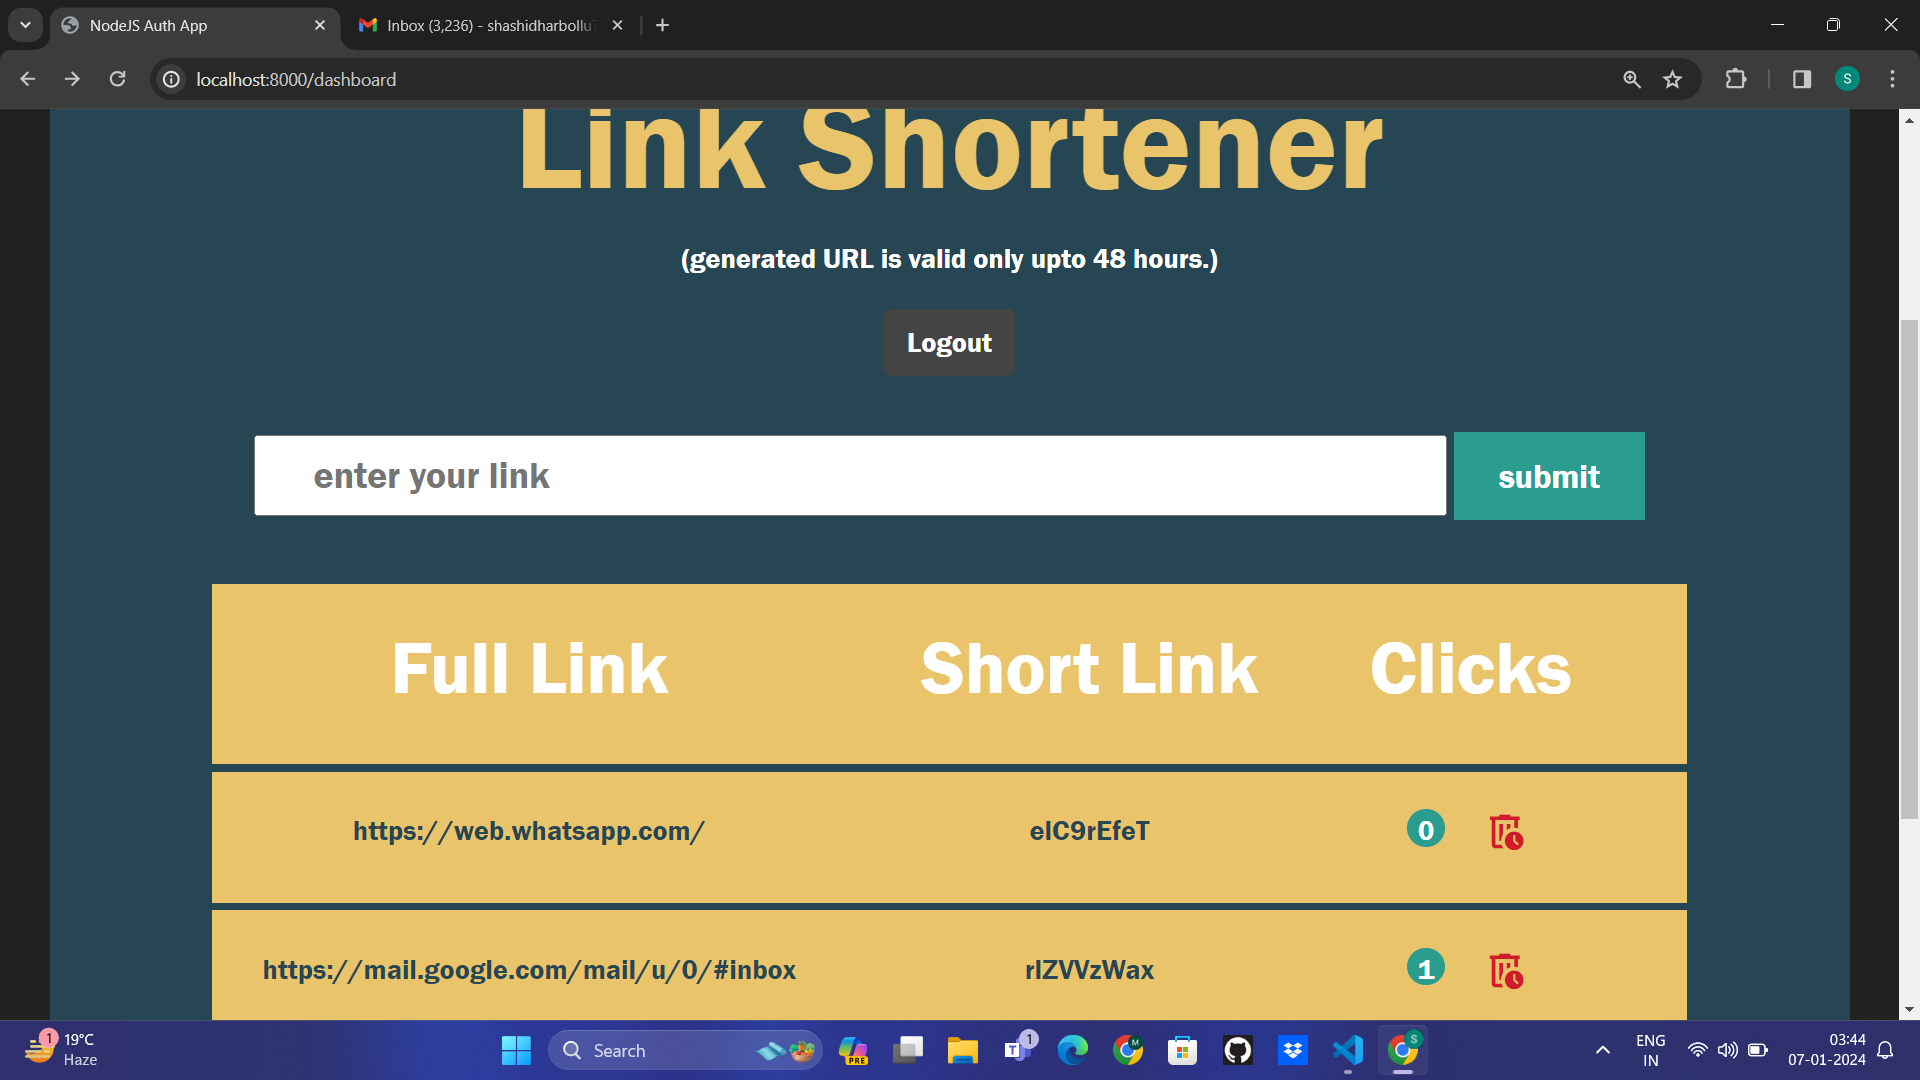 NodeJS Auth App
Inbox (3,236) - shashidharbollu
localhost:8000/dashboard
S
Link Shortener
(generated URL is valid only upto 48 hours.)
Logout
enter your link
submit
Full Link Short Link Clicks
https://web.whatsapp.com/ elC9rEfeT 0
https://mail.google.com/mail/u/0/#inbox rlZVVzWax 1
1 19°C
Haze
Search
PRE
T 1
M
S
ENG
IN
03:44
07-01-2024